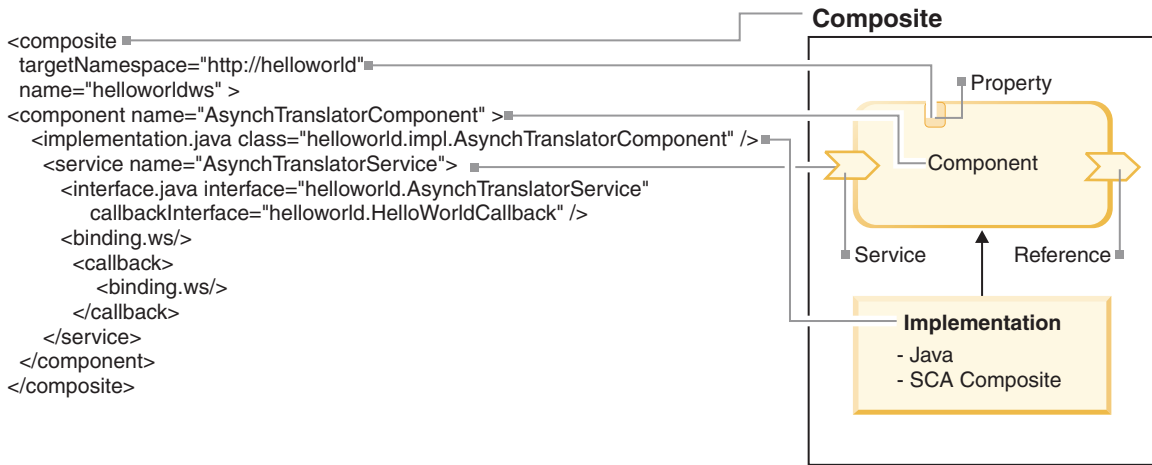 <composite
targetNamespace="http://helloworld"
name="helloworldws" >
<component name="AsynchTranslatorComponent" >
<implementation.java class="helloworld.impl.AsynchTranslatorComponent" />
<service name="AsynchTranslatorService">
<interface.java interface="helloworld.AsynchTranslatorService"
callbackInterface="helloworld.HelloWorldCallback" />
<binding.ws/>
<callback>
<binding.ws/>
</callback>
</service>
</component>
</composite>
Composite
Property
Component
Service
Reference
Implementation
- Java
- SCA Composite